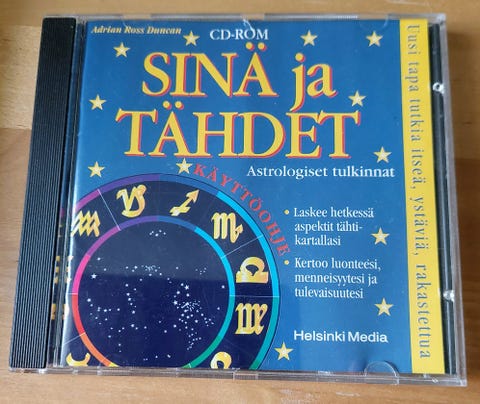 Adrian Ross Duncan
CD-ROM
SINÄ ja
TÄHDET
Astrologiset tulkinnat
KÄYTTÖOHJE
• Laskee hetkessä
aspektit tähti-
kartallasi
• Kertoo luonteesi,
menneisyytesi ja
tulevaisuutesi
Helsinki Media
Uusi tapa tutkia itseä, ystäviä, rakastettua